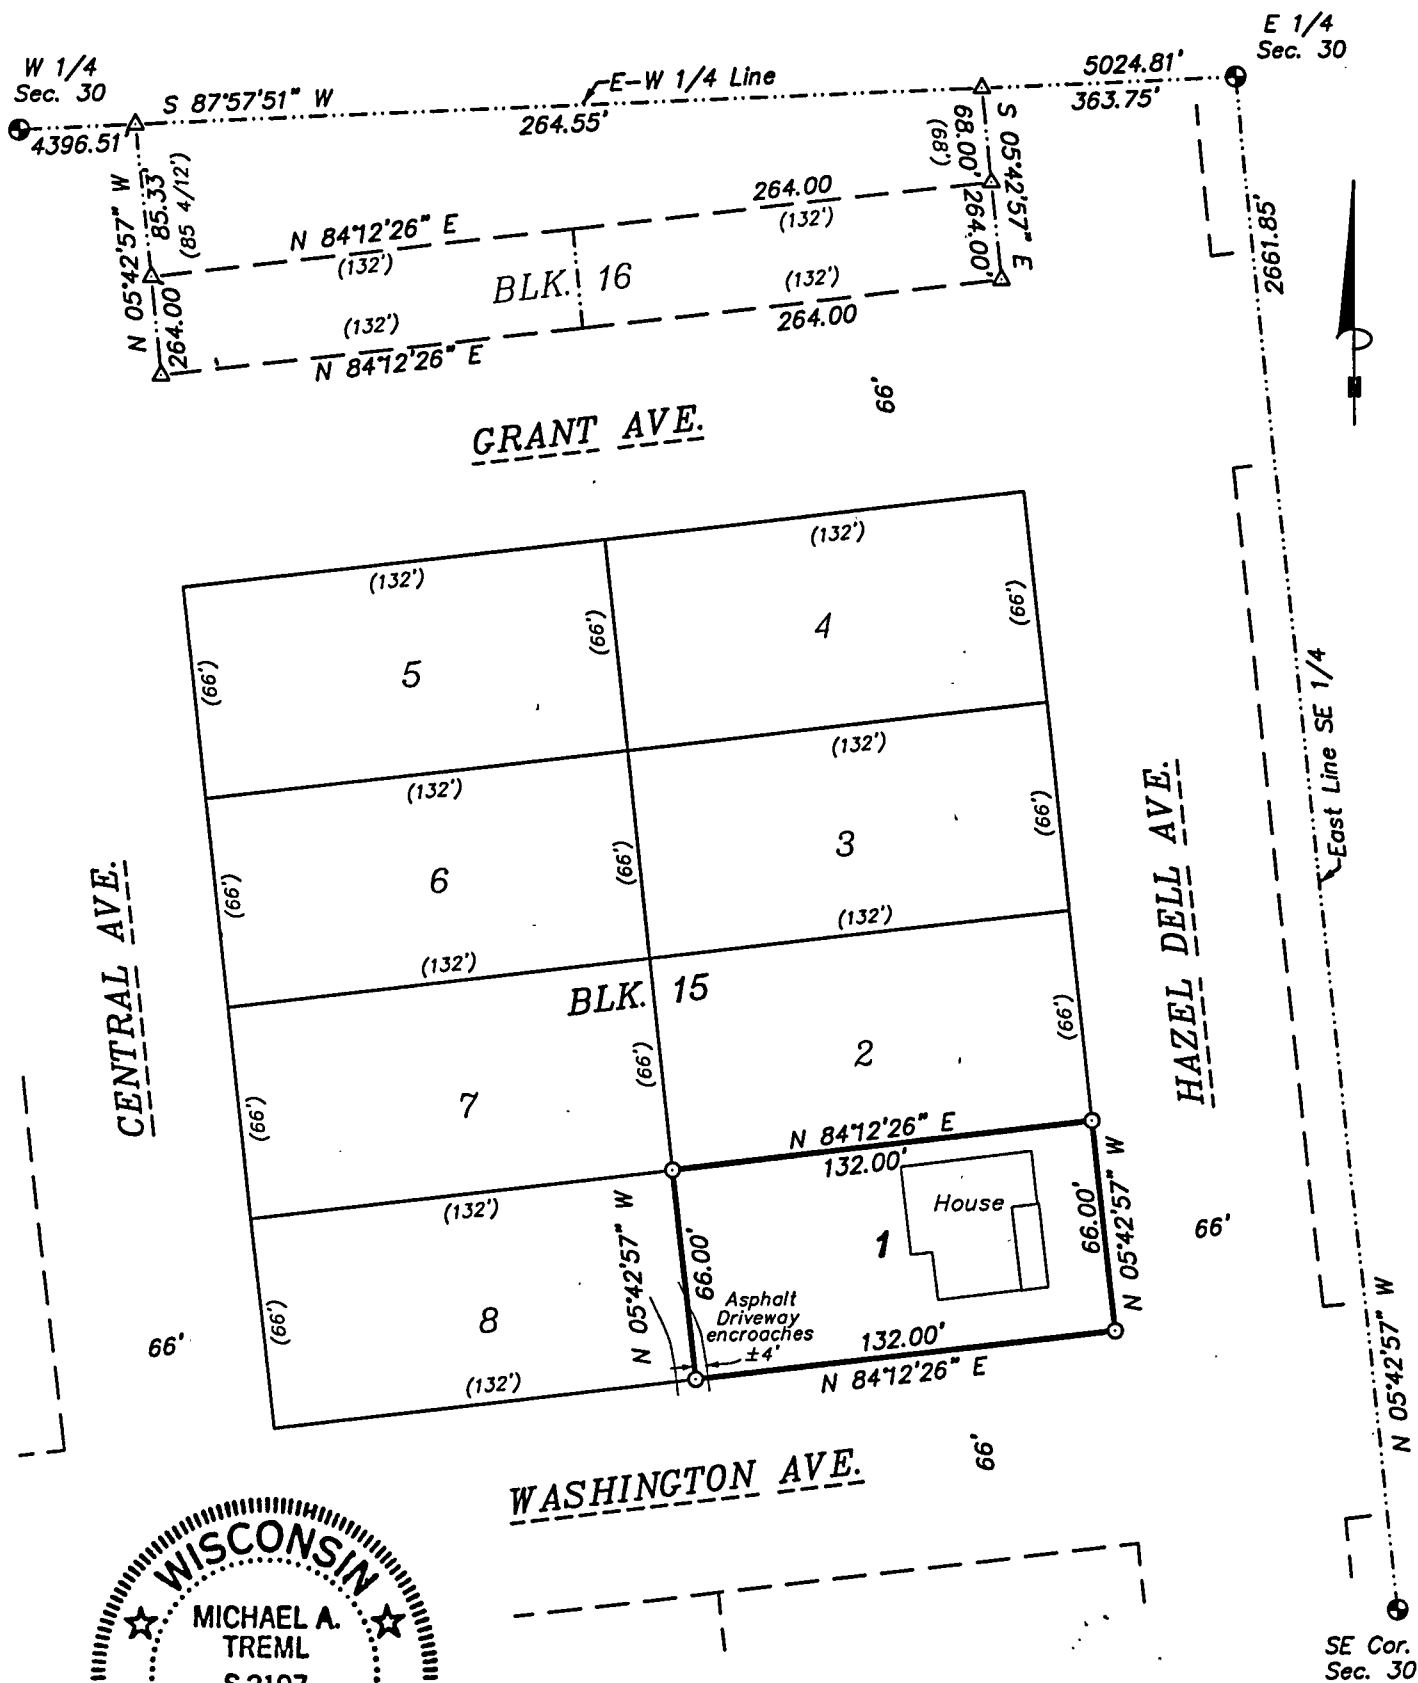 W 1/4
Sec. 30
E 1/4
Sec. 30
S 87°57'51" W
E-W 1/4 Line
5024.81'
4396.51'
264.55'
363.75'
N 05°42'57" W
85.33'
(85 4/12')
264.00'
S 05°42'57" E
68.00'
(68')
264.00'
2661.85'
N 84°12'26" E
(132')
264.00
(132')
BLK. 16
(132')
N 84°12'26" E
(132')
264.00
66'
GRANT AVE.
(132')
(132')
(66')
(66')
(66')
5
4
(132')
(132')
(66')
(66')
(66')
6
3
(132')
(132')
BLK. 15
(66')
(66')
(66')
7
2
CENTRAL AVE.
HAZEL DELL AVE.
East Line SE 1/4
N 84°12'26" E
132.00'
(132')
House
1
N 05°42'57" W
66.00'
66.00'
N 05°42'57" W
66'
66'
(66')
8
Asphalt
Driveway
encroaches
±4'
132.00'
N 84°12'26" E
(132')
N 05°42'57" W
WASHINGTON AVE.
66'
WISCONSIN
MICHAEL A.
TREML
SE Cor.
Sec. 30